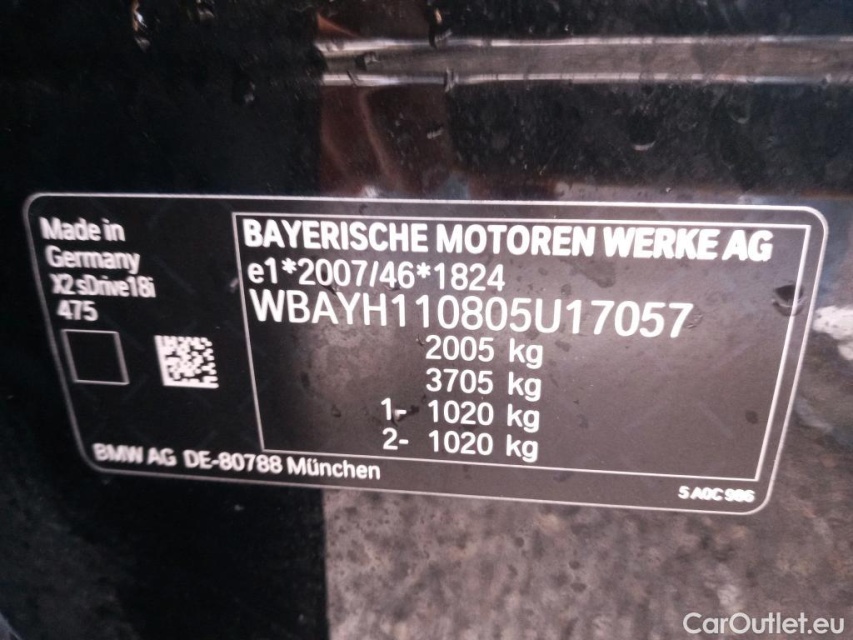 Made in
Germany
X2 sDrive18i
475
BAYERISCHE MOTOREN WERKE AG
e1*2007/46*1824
WBAYH110805U17057
2005 kg
3705 kg
1- 1020 kg
2- 1020 kg
BMW AG DE-80788 München
5 A0C 986
CarOutlet.eu